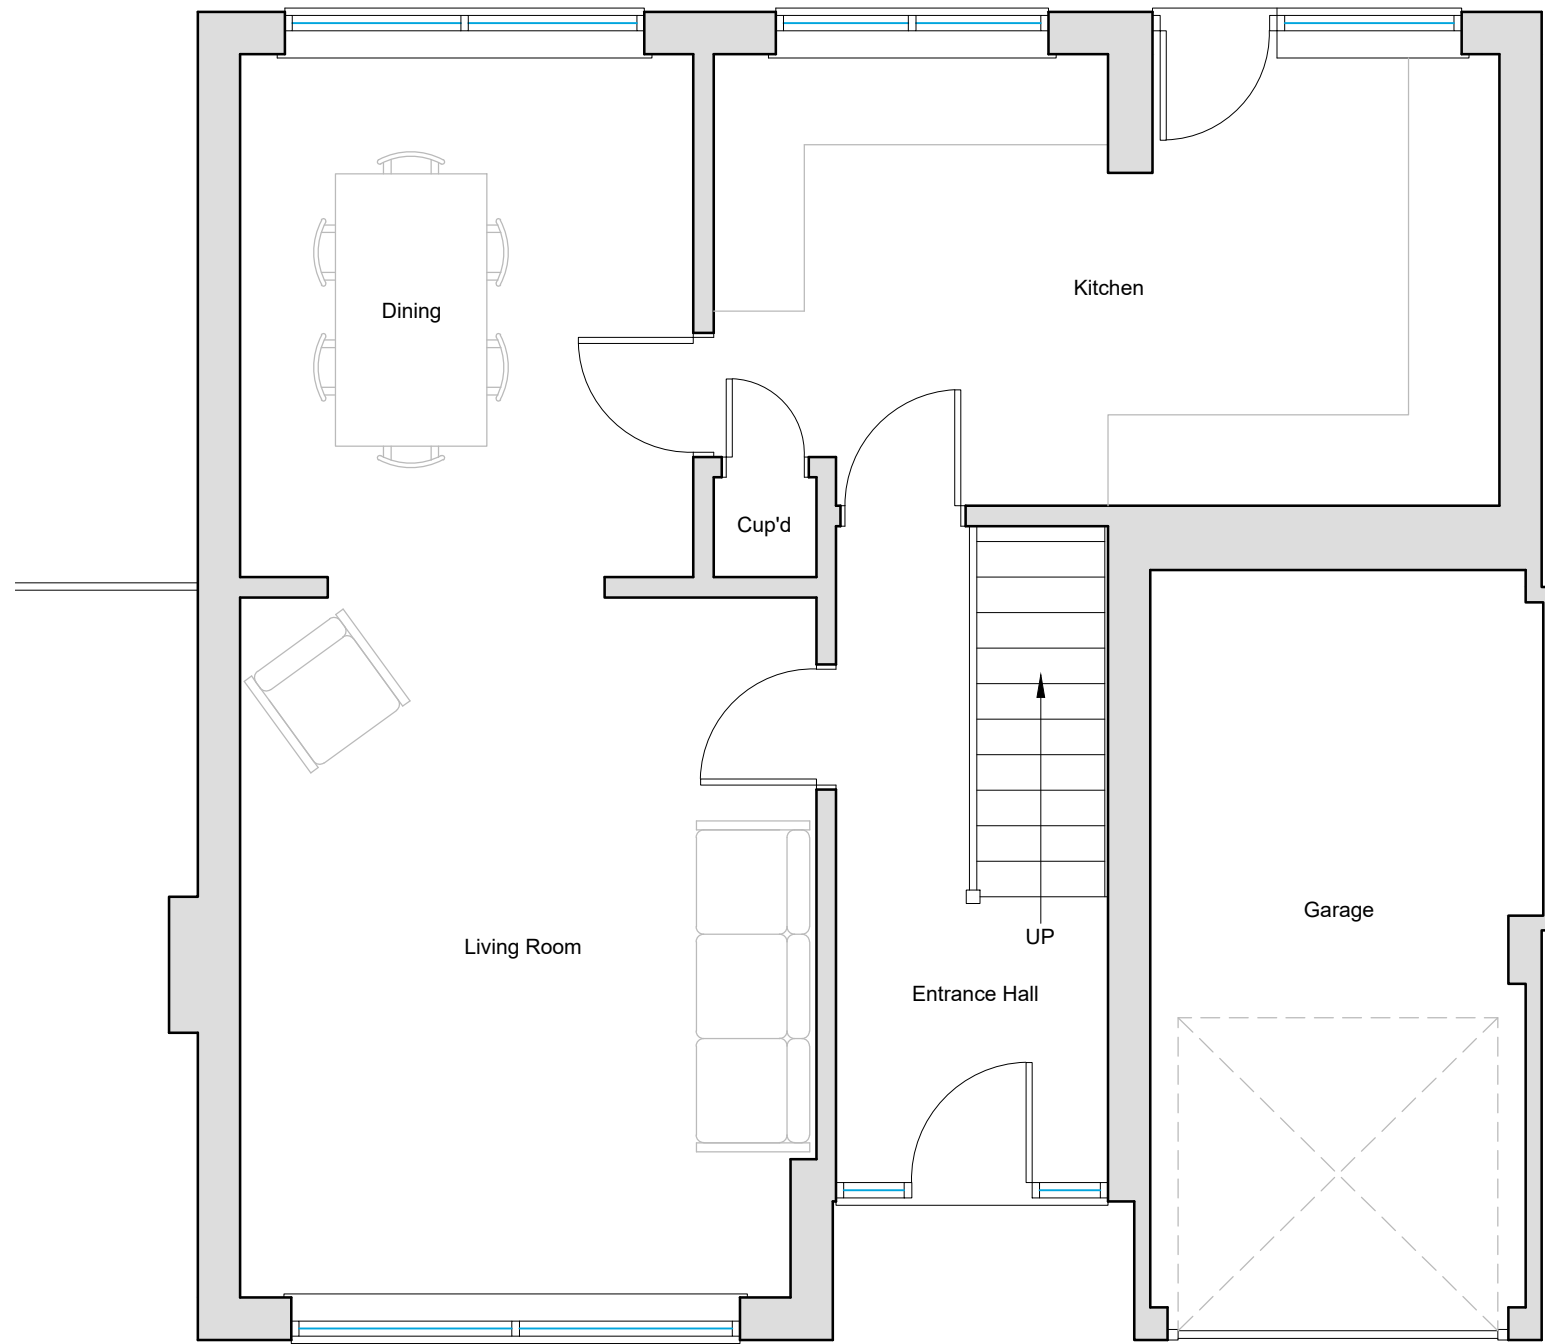 Kitchen
Dining
Cup'd
Garage
UP
Living Room
Entrance Hall